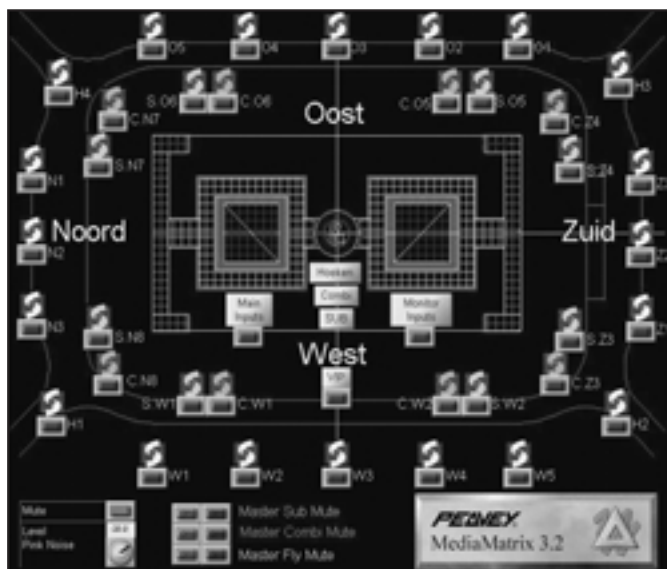 O5 O4 O3 O2 O1
H4 H3
S.O6 C.O6 C.O5 S.O5
C.N7 C.Z4
Oost
S.N7 S.Z4
N1
Noord Zuid
N2
Hoeken
Main Inputs Combi Monitor Inputs
SUB
N3
S.N8 S.Z3
West
VIP
C.N8 C.Z3
S.W1 C.W1 C.W2 S.W2
H1 H2
W1 W2 W3 W4 W5
Mute
Level
Pink Noise
Master Sub Mute
Master Combi Mute
Master Fly Mute
PEAVEY
MediaMatrix 3.2